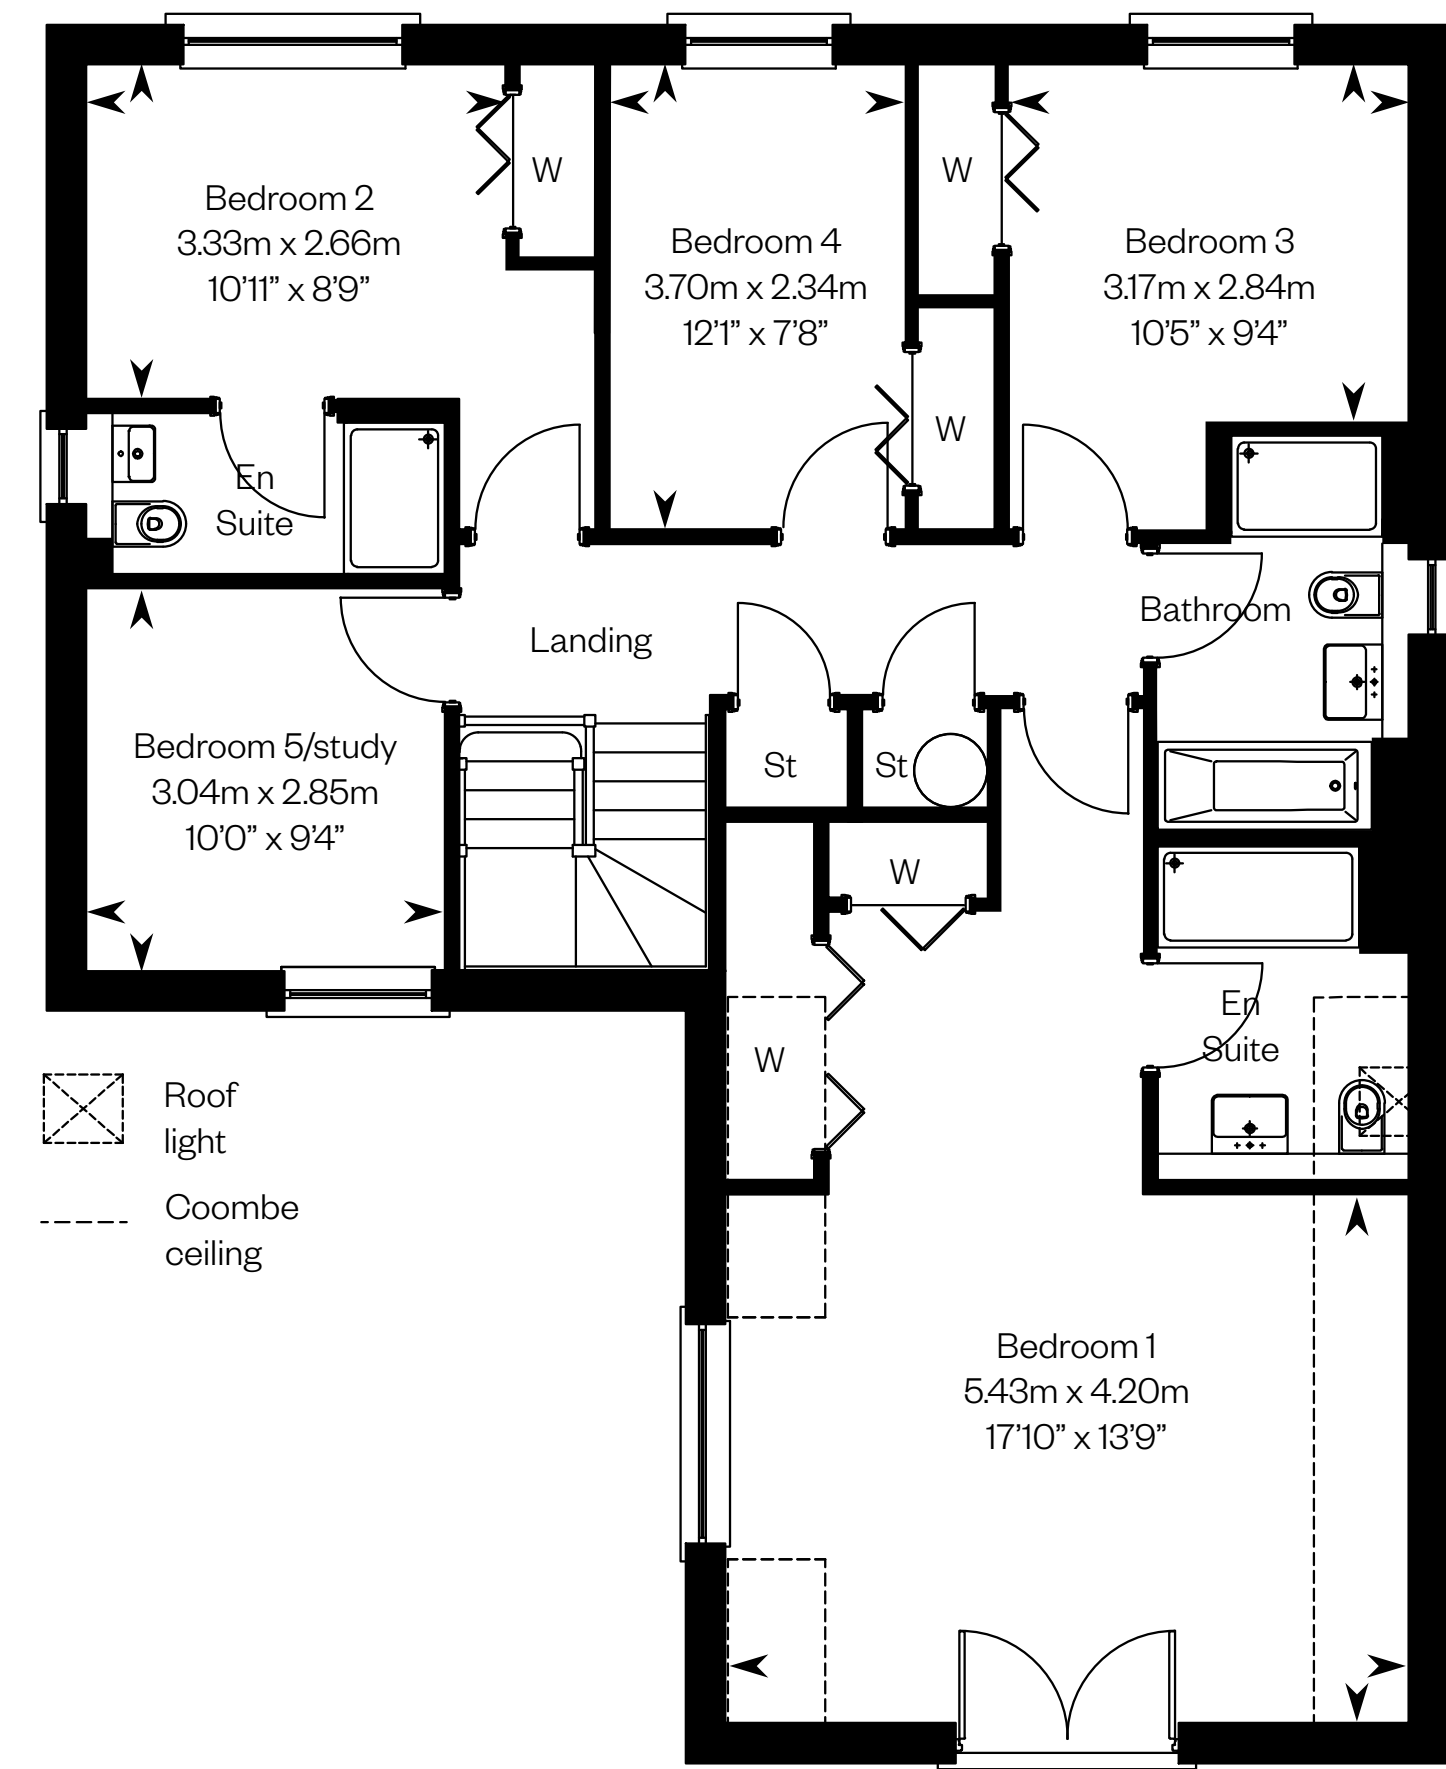 W
W
Bedroom 2
3.33m x 2.66m
10'11” x 8'9”
Bedroom 4
3.70m x 2.34m
12'1” x 7'8”
Bedroom 3
3.17m x 2.84m
10'5” x 9'4”
W
En
Suite
Landing
Bathroom
Bedroom 5/study
3.04m x 2.85m
10'0” x 9'4”
St
St
W
En
Suite
W
Roof
light
Coombe
ceiling
Bedroom 1
5.43m x 4.20m
17'10” x 13'9”